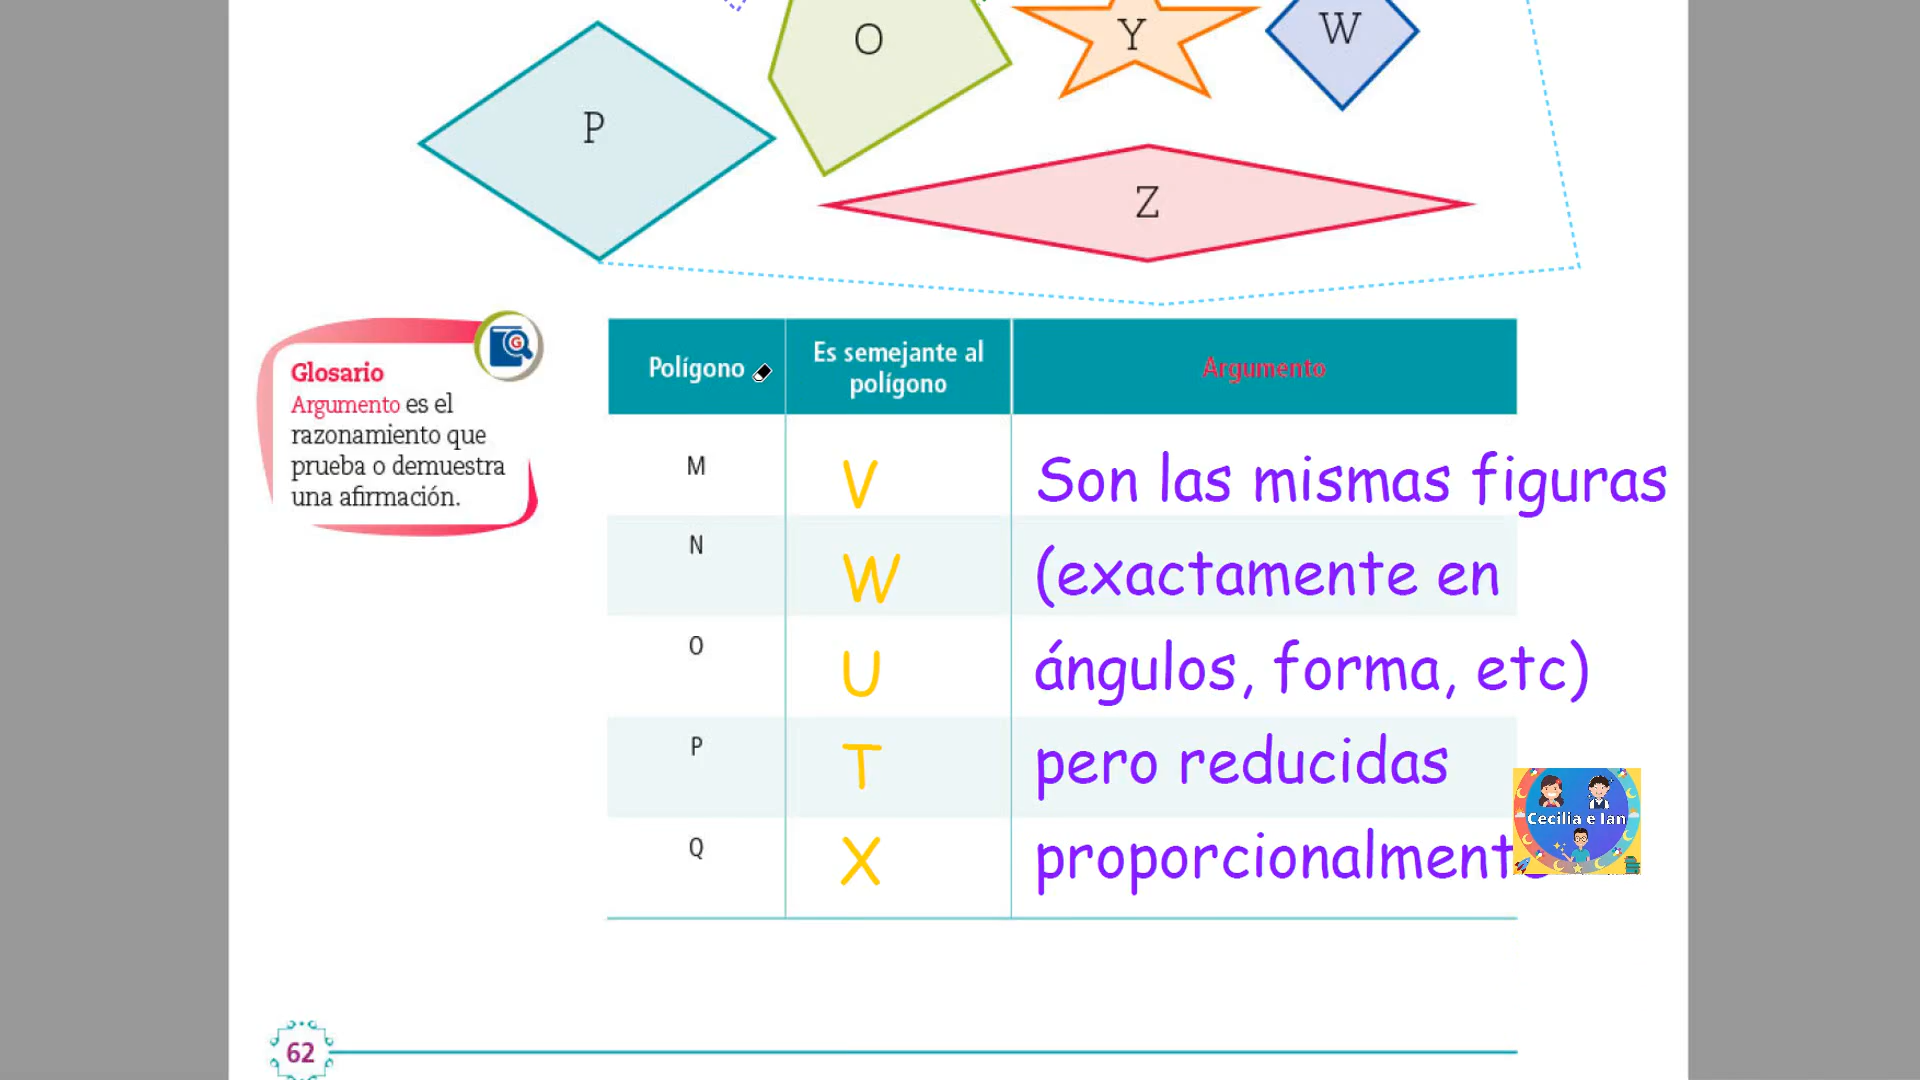 O
Y
W
P
Z
Glosario
Argumento es el
razonamiento que
prueba o demuestra
una afirmación.
G
Polígono
Es semejante al
polígono
Argumento
M
V
Son las mismas figuras
N
W
(exactamente en
O
U
ángulos, forma, etc)
P
T
pero reducidas
Q
X
Cecilia e Ian
62